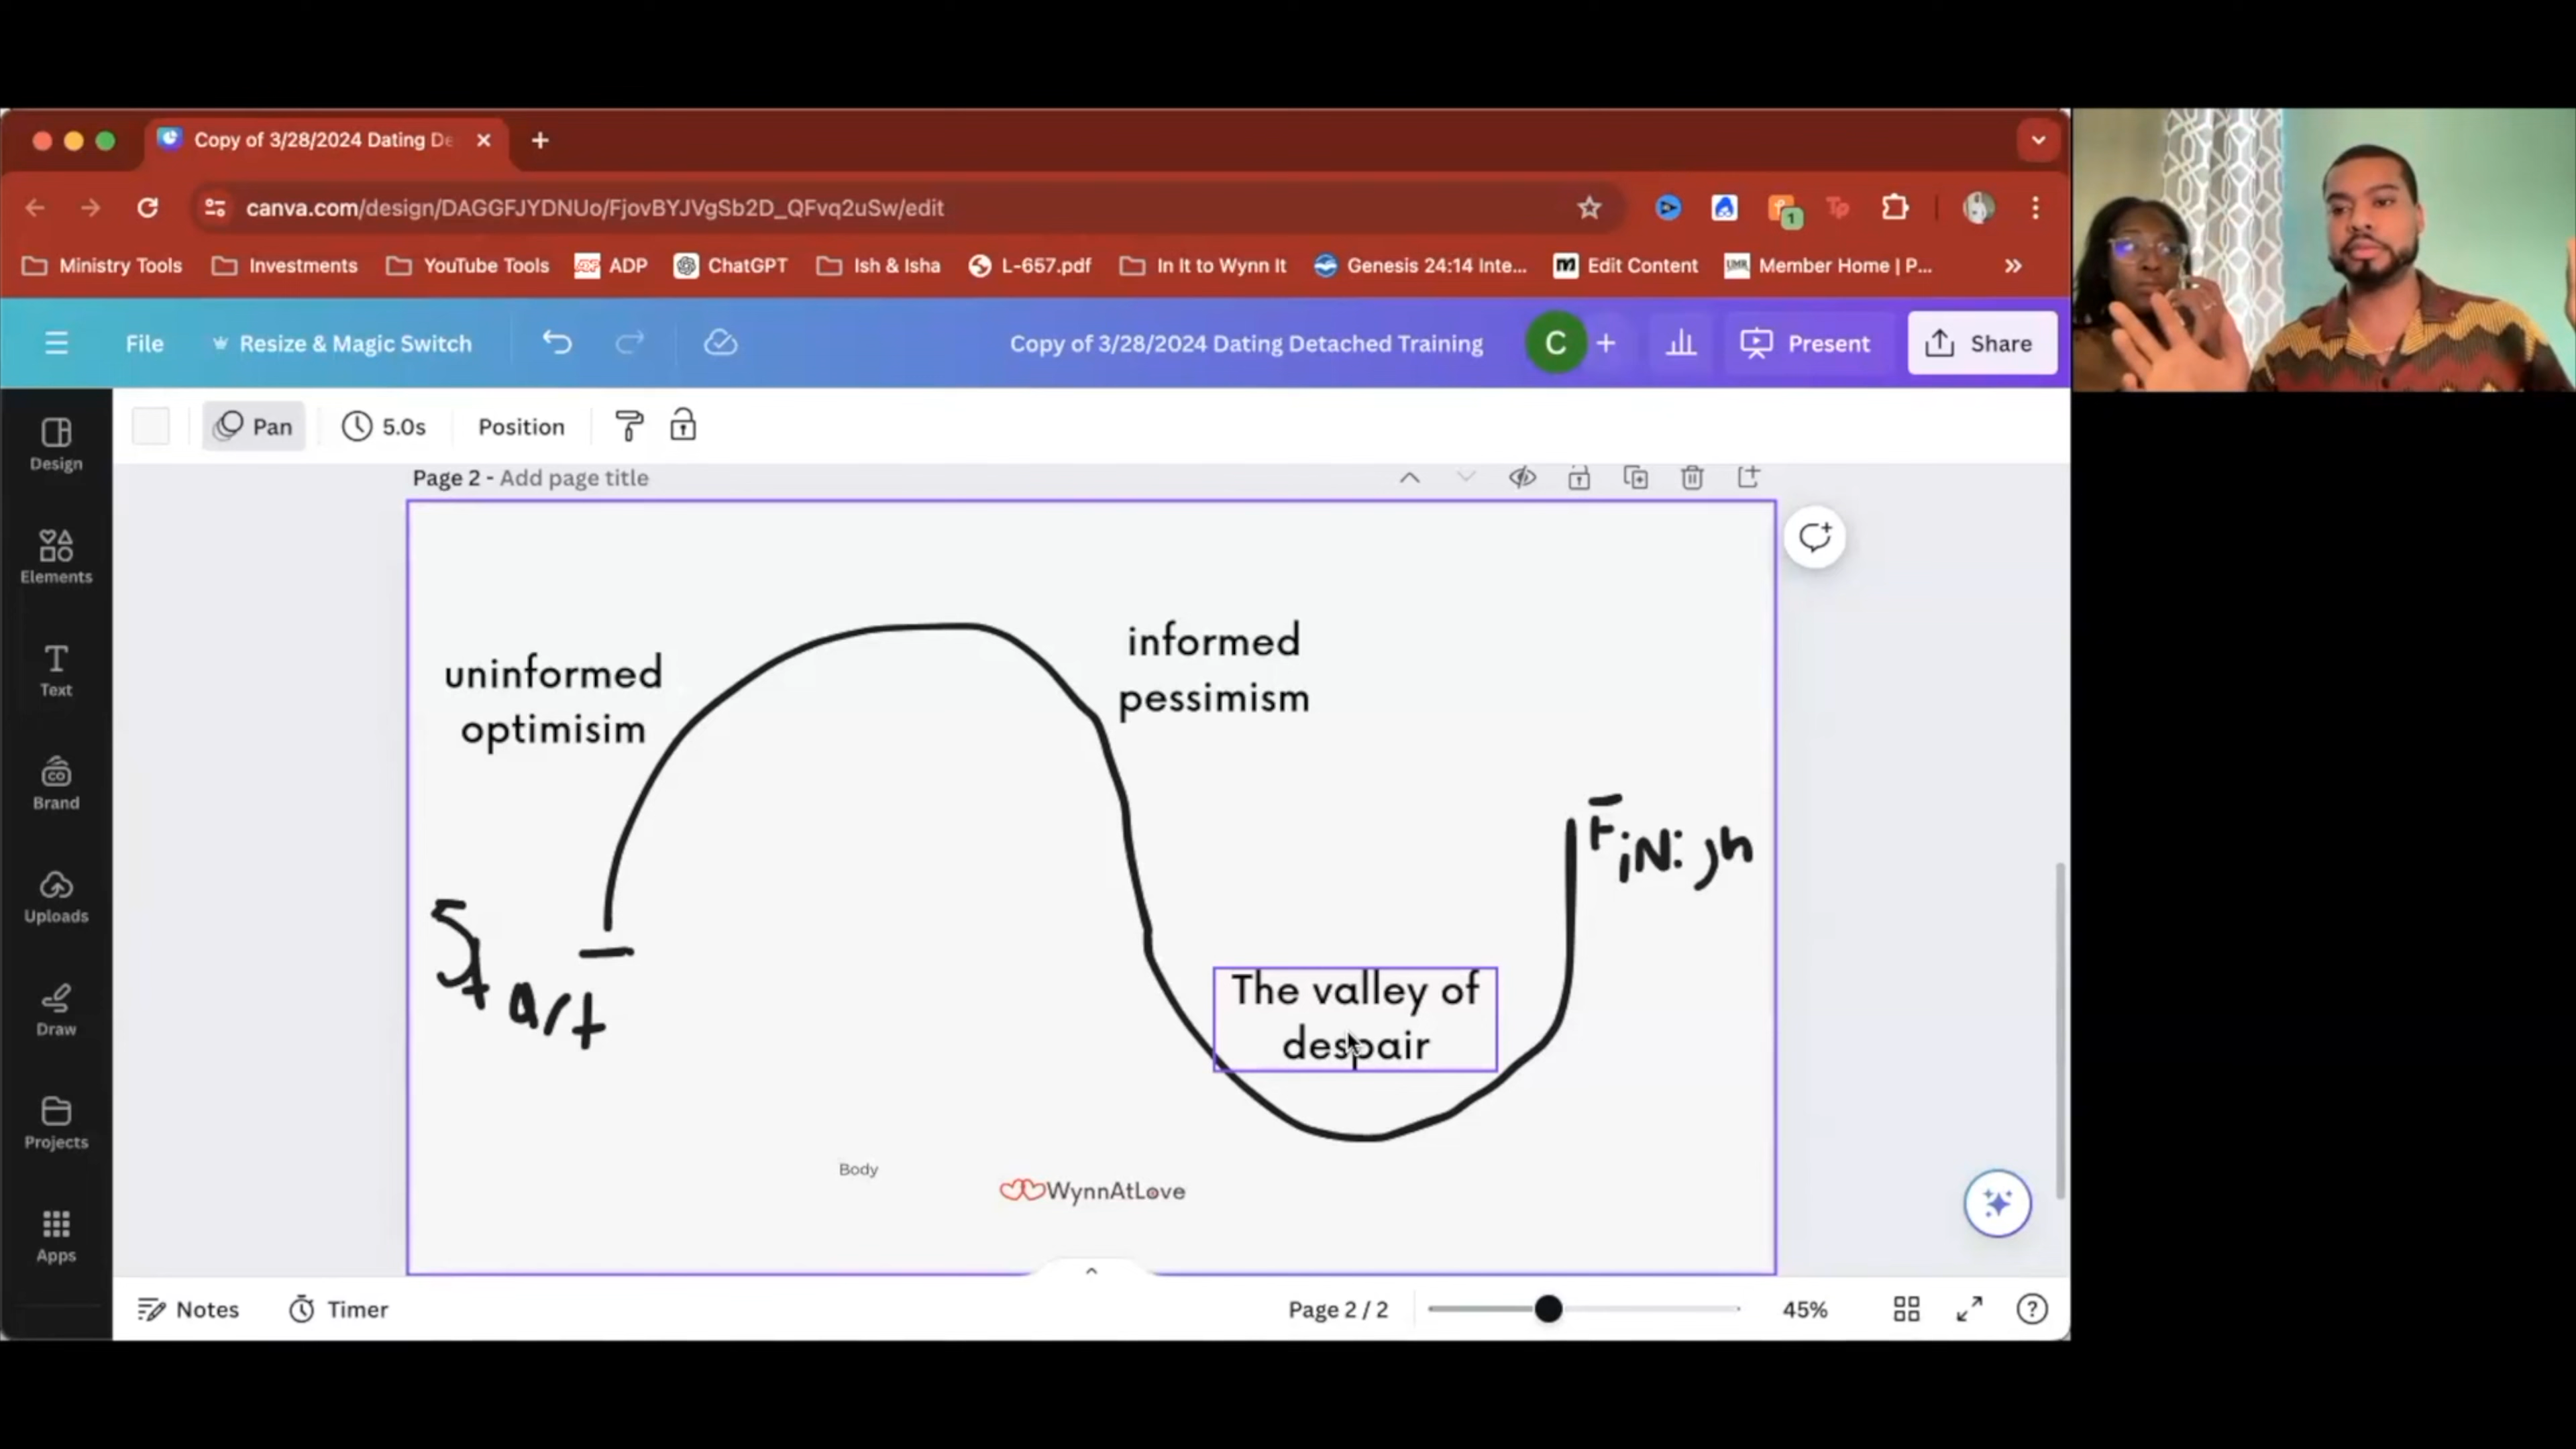 Copy of 3/28/2024 Dating De
canva.com/design/DAGGFJYDNUo/FjovBYJVgSb2D_QFvq2uSw/edit
1
Tp
Ministry Tools
Investments
YouTube Tools
ADP
ChatGPT
Ish & Isha
L-657.pdf
In It to Wynn It
Genesis 24:14 Inte...
Edit Content
UMR
Member Home | P...
File
Resize & Magic Switch
Copy of 3/28/2024 Dating Detached Training
C
Present
Share
Pan
5.0s
Position
Design
Elements
Text
Brand
Uploads
Draw
Projects
Apps
Page 2 - Add page title
uninformed
optimisim
informed
pessimism
Start
Finish
The valley of
despair
Body
WynnAtLove
Notes
Timer
Page 2 / 2
45%